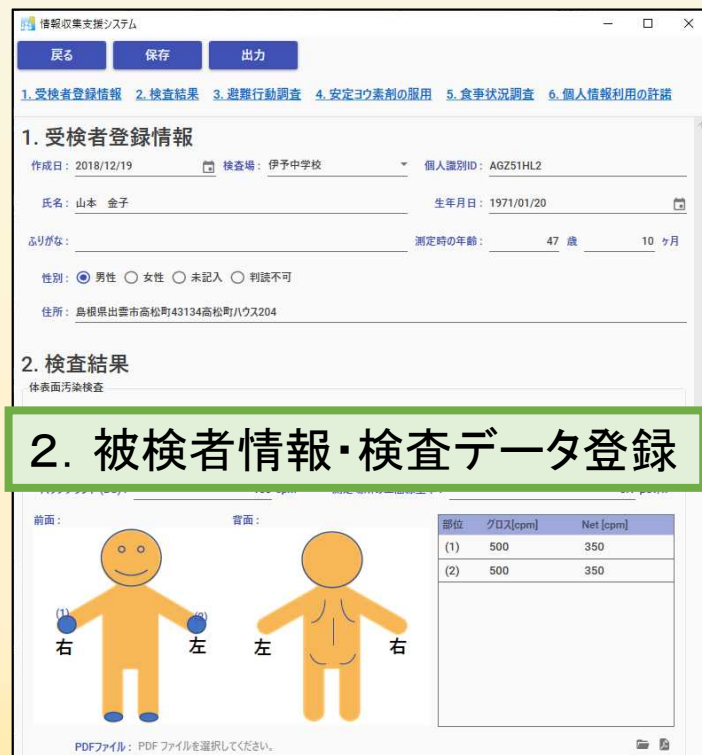 情報収集支援システム
戻る 保存 出力
1. 受検者登録情報 2. 検査結果 3. 避難行動調査 4. 安定ヨウ素剤の服用 5. 食事状況調査 6. 個人情報利用の許諾
1. 受検者登録情報
作成日: 2018/12/19 検査場: 伊予中学校 個人識別ID: AGZ51HL2
氏名: 山本 金子 生年月日: 1971/01/20
ふりがな: 測定時の年齢: 47 歳 10 ヶ月
性別: 男性 女性 未記入 判読不可
住所: 島根県出雲市高松町43134高松町ハウス204
2. 検査結果
体表面汚染検査
2. 被検者情報・検査データ登録
前面: 背面: 部位 グロス[cpm] Net [cpm]
(1) 500 350
(2) 500 350
(1) (2)
右 左 左 右
PDFファイル: PDF ファイルを選択してください。